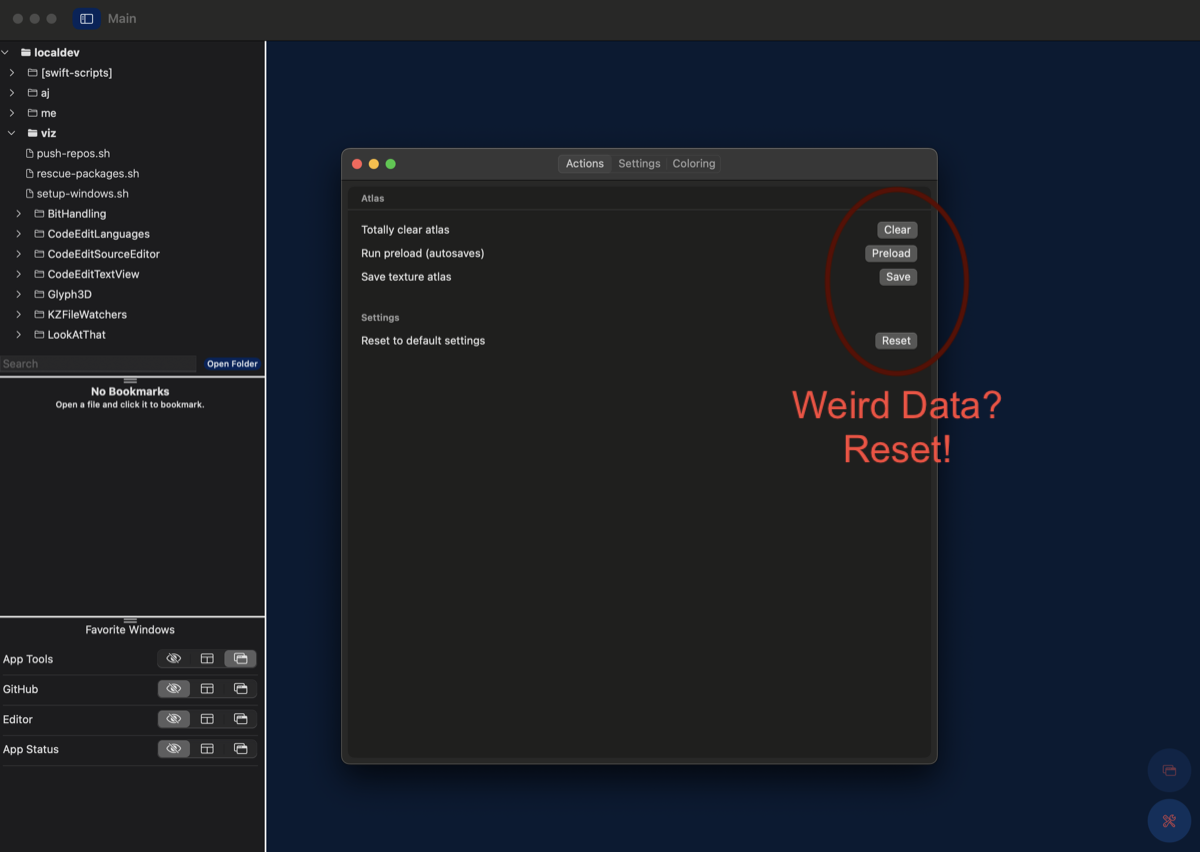 Main
localdev
[swift-scripts]
aj
me
viz
push-repos.sh
rescue-packages.sh
setup-windows.sh
BitHandling
CodeEditLanguages
CodeEditSourceEditor
CodeEditTextView
Glyph3D
KZFileWatchers
LookAtThat
Search
Open Folder
No Bookmarks
Open a file and click it to bookmark.
Favorite Windows
App Tools
GitHub
Editor
App Status
Actions Settings Coloring
Atlas
Totally clear atlas Clear
Run preload (autosaves) Preload
Save texture atlas Save
Settings
Reset to default settings Reset
Weird Data?
Reset!